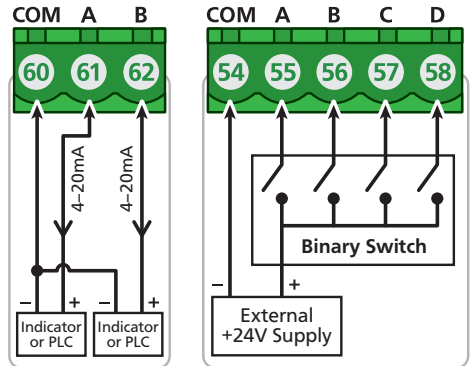 COM A B
COM A B C D
60 61 62
54 55 56 57 58
4–20mA
4–20mA
Binary Switch
– + – +
– +
Indicator
or PLC
Indicator
or PLC
External
+24V Supply